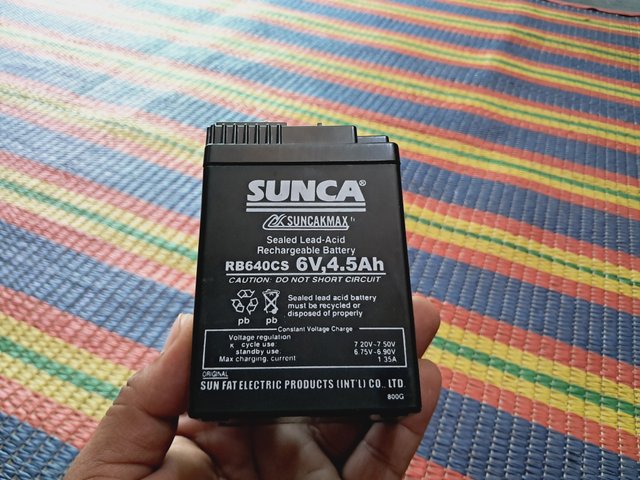 SUNCA®
SUNCAKMAX
Sealed Lead-Acid
Rechargeable Battery
RB640CS 6V,4.5Ah
CAUTION: DO NOT SHORT CIRCUIT
Sealed lead acid battery
must be recycled or
disposed of properly
pb pb
Constant Voltage Charge
Voltage regulation
cycle use. 7 20V-7 50V
standby use. 6.75V-6.90V
Max charging. current 1 35A
ORIGINAL
SUN FAT ELECTRIC PRODUCTS (INT'L) CO., LTD.
800G